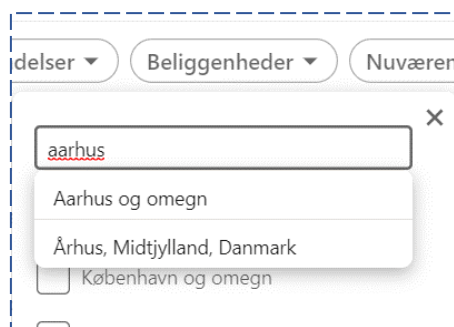 delser Beliggenheder Nuværen
aarhus
Aarhus og omegn
Århus, Midtjylland, Danmark
København og omegn